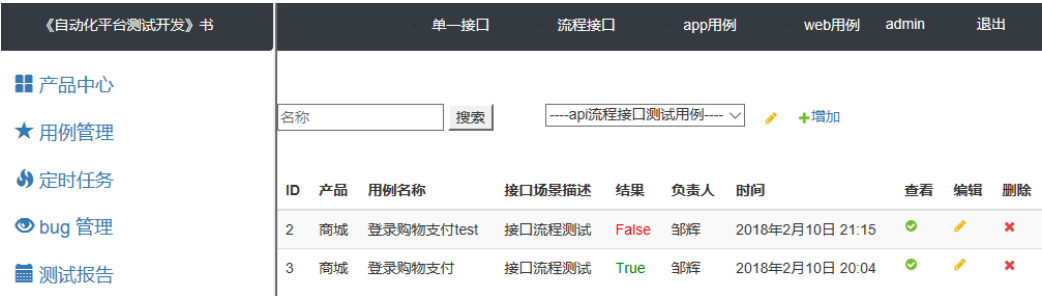 《自动化平台测试开发》书 单一接口 流程接口 app用例 web用例 admin 退出
产品中心
用例管理
定时任务
bug 管理
测试报告
名称 搜索 ----api流程接口测试用例---- 增加
ID 产品 用例名称 接口场景描述 结果 负责人 时间 查看 编辑 删除
2 商城 登录购物支付test 接口流程测试 False 邹辉 2018年2月10日 21:15
3 商城 登录购物支付 接口流程测试 True 邹辉 2018年2月10日 20:04